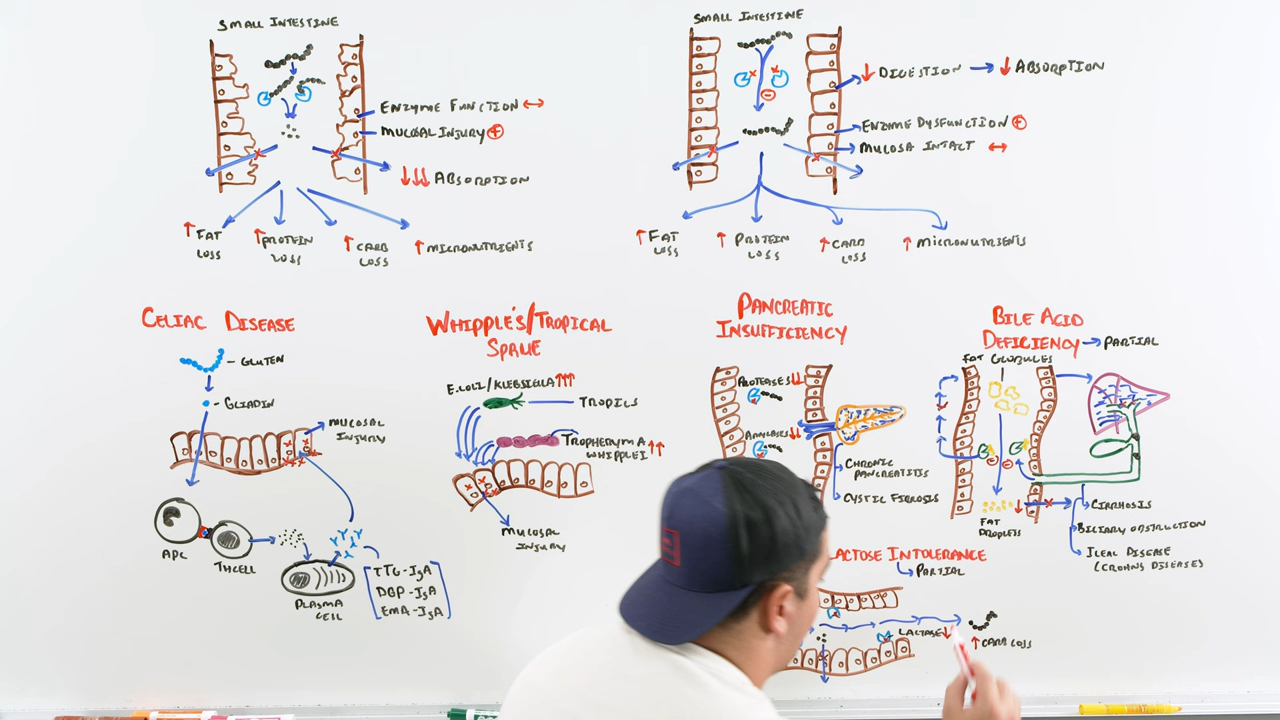 SMALL INTESTINE
ENZYME FUNCTION ↔
MUCOSAL INJURY +
↓↓↓ ABSORPTION
↑ FAT
LOSS
↑ PROTEIN
LOSS
↑ CARB
LOSS
↑ MICRONUTRIENTS
SMALL INTESTINE
↓ DIGESTION → ↓ ABSORPTION
ENZYME DYSFUNCTION +
MUCOSA INTACT ↔
↑ FAT
LOSS
↑ PROTEIN
LOSS
↑ CARB
LOSS
↑ MICRONUTRIENTS
CELIAC DISEASE
GLUTEN
GLIADIN
MUCOSAL
INJURY
APC
TH CELL
PLASMA
CELL
TTG-IgA
DGP-IgA
EMA-IgA
WHIPPLE'S/TROPICAL
SPRUE
E.COLI/KLEBSIELLA ↑↑↑
TROPICS
TROPHERYMA
WHIPPLEI ↑↑
MUCOSAL
INJURY
PANCREATIC
INSUFFICIENCY
PROTEASES ↓↓
AMYLASES ↓↓
CHRONIC
PANCREATITIS
CYSTIC FIBROSIS
BILE ACID
DEFICIENCY → PARTIAL
FAT GLOBULES
FAT
DROPLETS
CIRRHOSIS
BILIARY OBSTRUCTION
ILEAL DISEASE
(CROHNS DISEASES
LACTOSE INTOLERANCE
PARTIAL
LACTASE ↓
↑ CARB LOSS